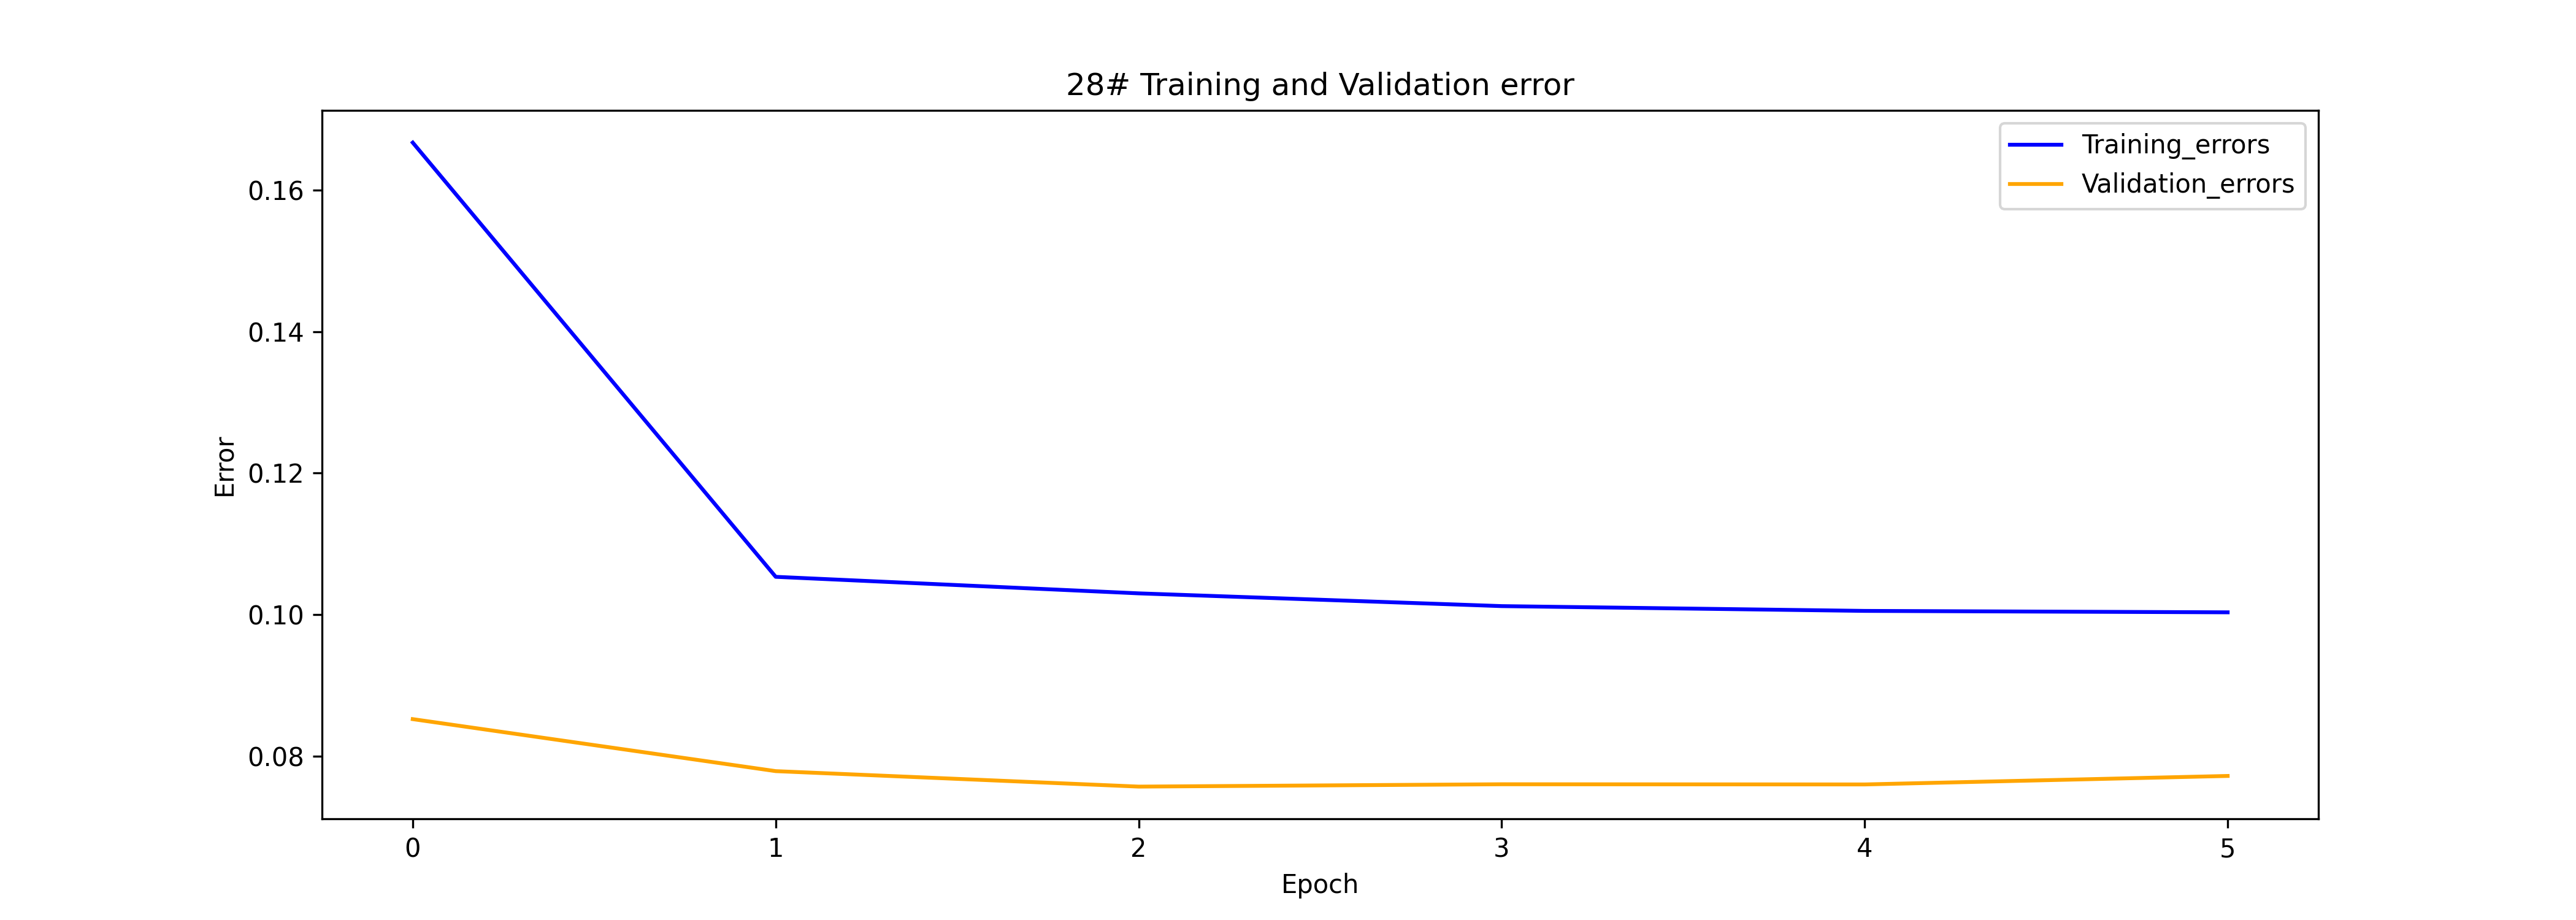 28# Training and Validation error
Training_errors
Validation_errors
0.16
0.14
0.12
0.10
0.08
Error
0 1 2 3 4 5
Epoch